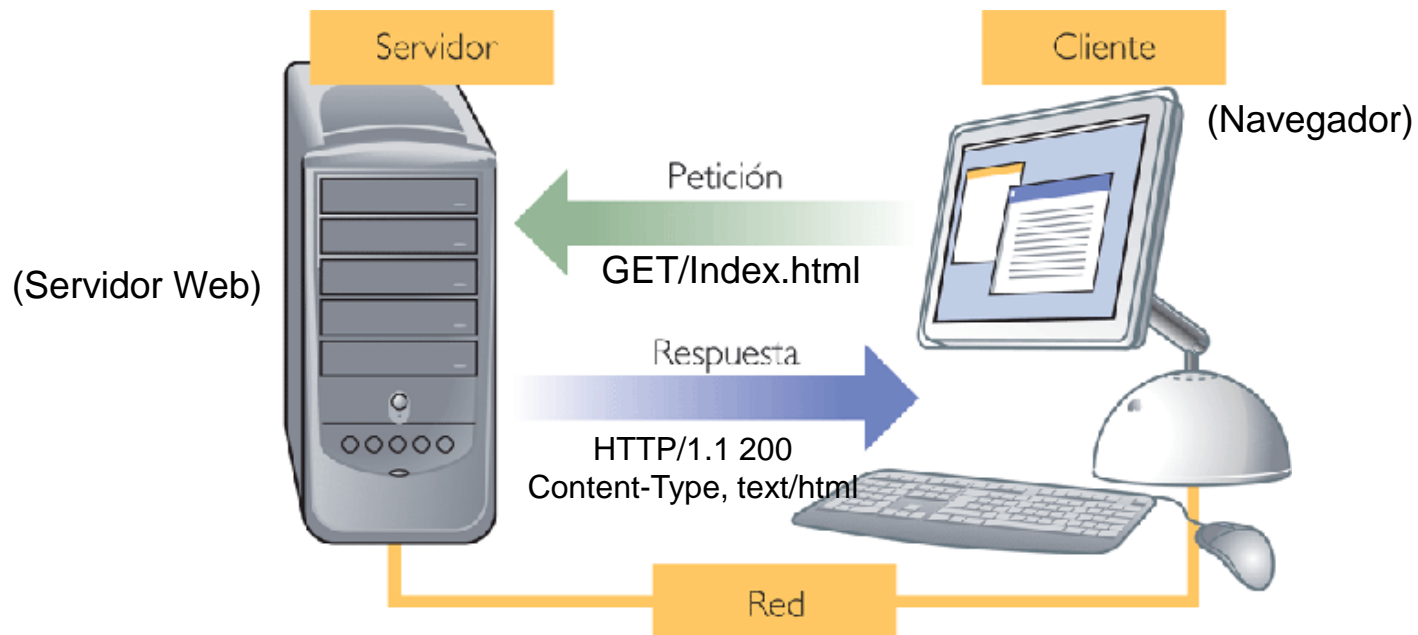 Servidor
Cliente
(Navegador)
Petición
GET/Index.html
(Servidor Web)
Respuesta
HTTP/1.1 200
Content-Type, text/html
Red